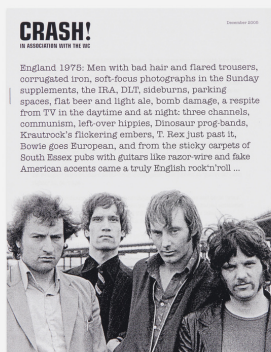 CRASH!
IN ASSOCIATION WITH THE WC
December 2005
England 1975: Men with bad hair and flared trousers,
corrugated iron, soft-focus photographs in the Sunday
supplements, the IRA, DLT, sideburns, parking
spaces, flat beer and light ale, bomb damage, a respite
from TV in the daytime and at night: three channels,
communism, left-over hippies, Dinosaur prog-bands,
Krautrock's flickering embers, T. Rex just past it,
Bowie goes European, and from the sticky carpets of
South Essex pubs with guitars like razor-wire and fake
American accents came a truly English rock'n'roll ...